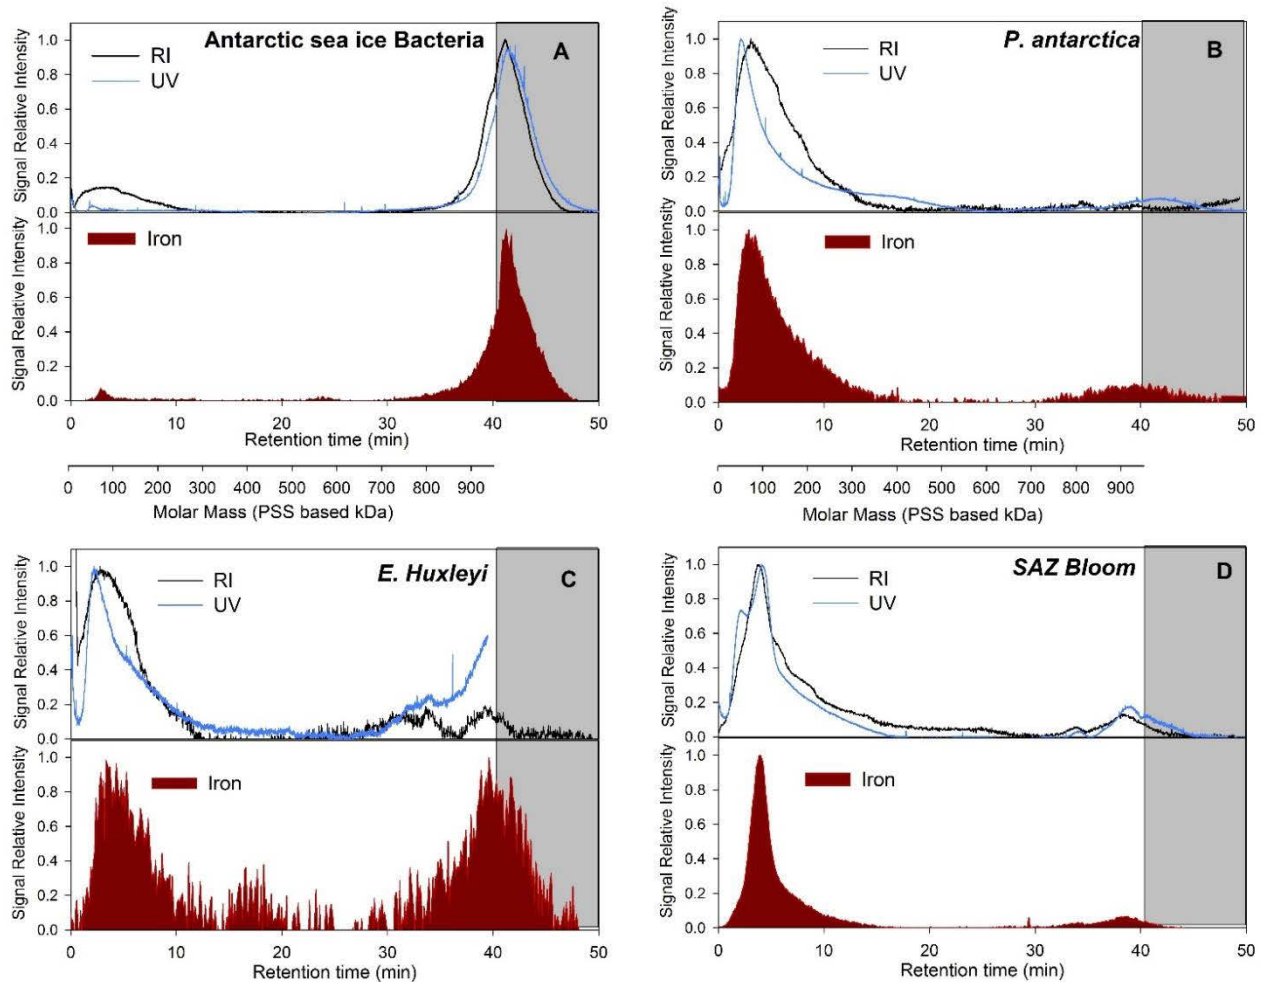 Antarctic sea ice Bacteria
A
RI
UV
Signal Relative Intensity
1.0
0.8
0.6
0.4
0.2
0.0
Iron
Signal Relative Intensity
1.0
0.8
0.6
0.4
0.2
0.0
0 10 20 30 40 50
Retention time (min)
0 100 200 300 400 500 600 700 800 900
Molar Mass (PSS based kDa)
P. antarctica
B
RI
UV
Signal Relative Intensity
1.0
0.8
0.6
0.4
0.2
0.0
Iron
Signal Relative Intensity
1.0
0.8
0.6
0.4
0.2
0.0
0 10 20 30 40 50
Retention time (min)
0 100 200 300 400 500 600 700 800 900
Molar Mass (PSS based kDa)
E. Huxleyi
C
RI
UV
Signal Relative Intensity
1.0
0.8
0.6
0.4
0.2
0.0
Iron
Signal Relative Intensity
1.0
0.8
0.6
0.4
0.2
0.0
0 10 20 30 40 50
Retention time (min)
SAZ Bloom
D
RI
UV
Signal Relative Intensity
1.0
0.8
0.6
0.4
0.2
0.0
Iron
Signal Relative Intensity
1.0
0.8
0.6
0.4
0.2
0.0
0 10 20 30 40 50
Retention time (min)